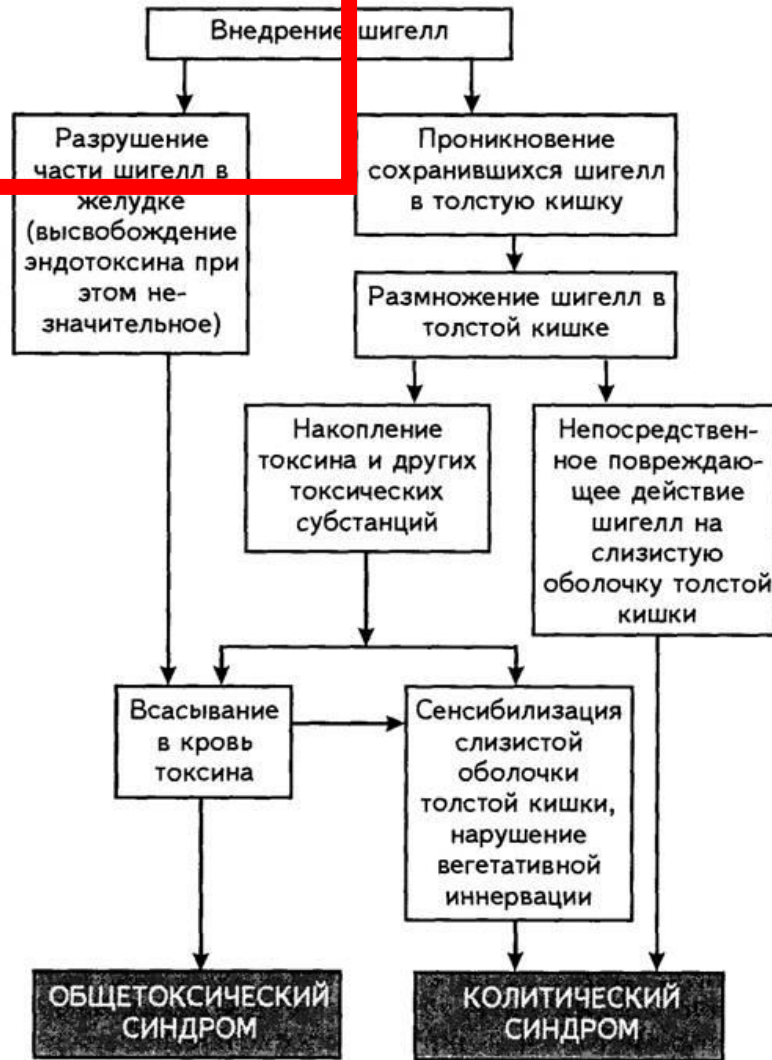 Внедрение шигелл
Разрушение
части шигелл в
желудке
(высвобождение
эндотоксина при
этом не-
значительное)
Проникновение
сохранившихся шигелл
в толстую кишку
Размножение шигелл в
толстой кишке
Накопление
токсина и других
токсических
субстанций
Непосредствен-
ное повреждаю-
щее действие
шигелл на
слизистую
оболочку толстой
кишки
Всасывание
в кровь
токсина
Сенсибилизация
слизистой
оболочки
толстой кишки,
нарушение
вегетативной
иннервации
ОБЩЕТОКСИЧЕСКИЙ
СИНДРОМ
КОЛИТИЧЕСКИЙ
СИНДРОМ